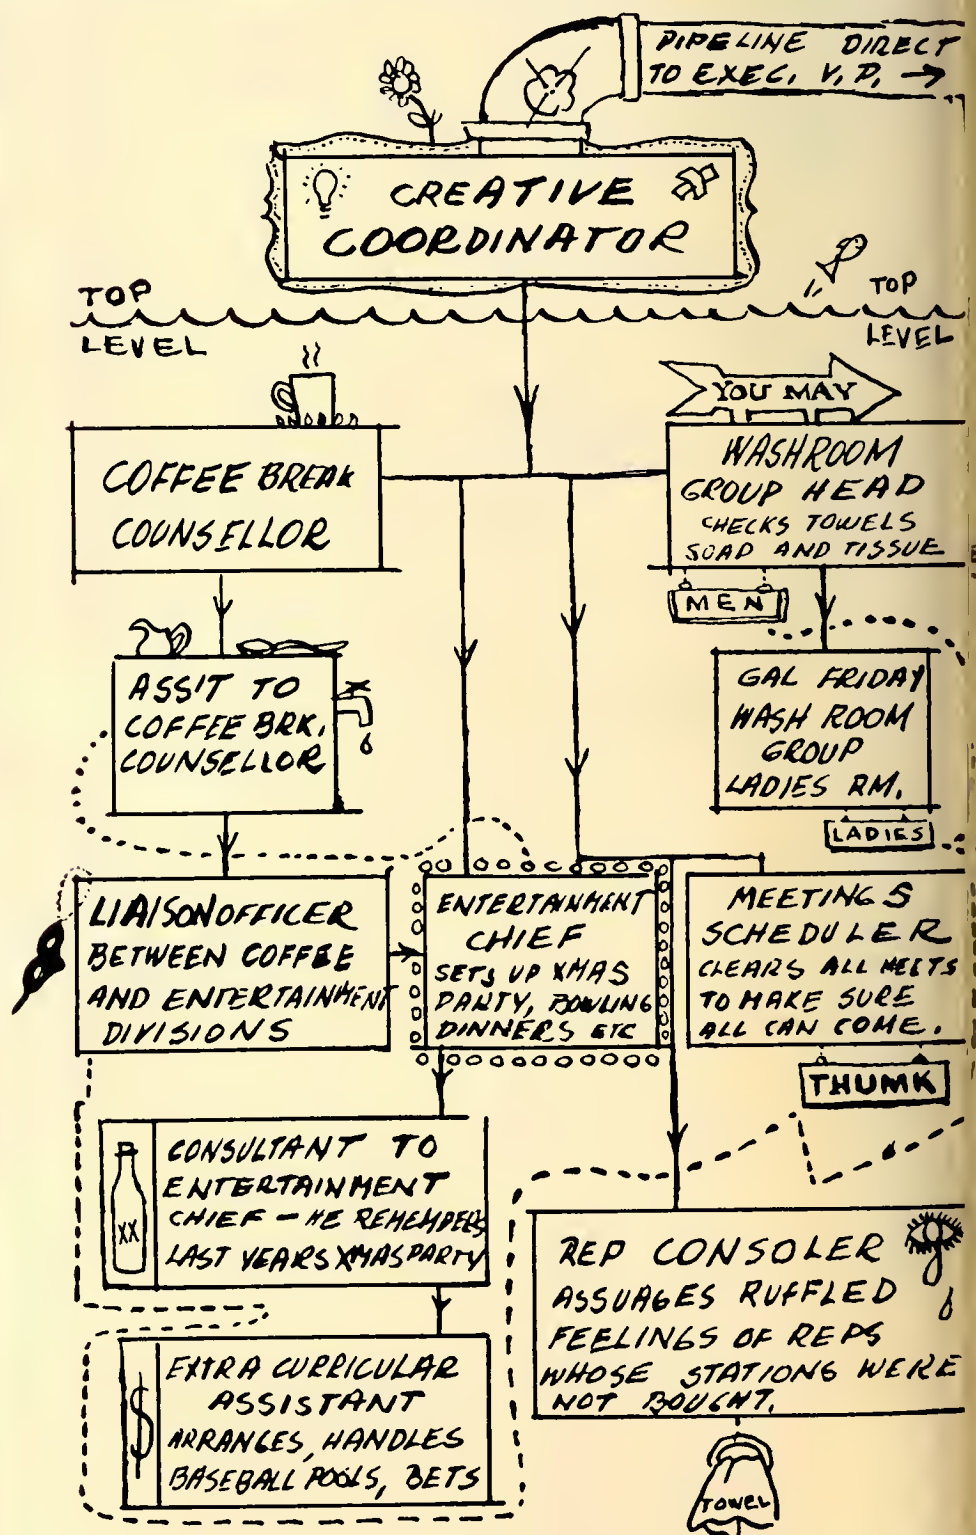 PIPELINE DIRECT
TO EXEC. V. P. →
CREATIVE
COORDINATOR
TOP
LEVEL
TOP
LEVEL
COFFEE BREAK
COUNSELLOR
YOU MAY
WASHROOM
GROUP HEAD
CHECKS TOWELS
SOAP AND TISSUE
MEN
ASS'T TO
COFFEE BRK.
COUNSELLOR
GAL FRIDAY
WASH ROOM
GROUP
LADIES RM.
LADIES
LIAISON OFFICER
BETWEEN COFFEE
AND ENTERTAINMENT
DIVISIONS
ENTERTAINMENT
CHIEF
SETS UP XMAS
PARTY, BOWLING
DINNERS ETC
MEETINGS
SCHEDULER
CLEARS ALL MEETS
TO MAKE SURE
ALL CAN COME.
THUMK
XX
CONSULTANT TO
ENTERTAINMENT
CHIEF - HE REMEMBERS
LAST YEARS XMAS PARTY
REP CONSOLER
ASSUAGES RUFFLED
FEELINGS OF REPS
WHOSE STATIONS WERE
NOT BOUGHT.
$
EXTRA CURRICULAR
ASSISTANT
ARRANGES, HANDLES
BASEBALL POOLS, BETS
TOWEL